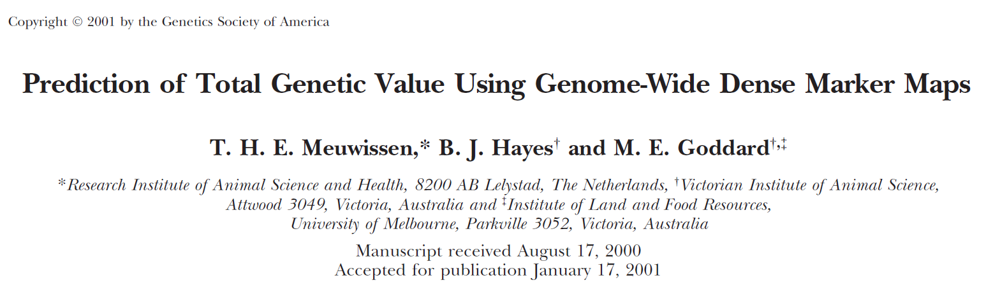 Copyright © 2001 by the Genetics Society of America
Prediction of Total Genetic Value Using Genome-Wide Dense Marker Maps
T. H. E. Meuwissen,* B. J. Hayes† and M. E. Goddard†,‡
*Research Institute of Animal Science and Health, 8200 AB Lelystad, The Netherlands, †Victorian Institute of Animal Science,
Attwood 3049, Victoria, Australia and ‡Institute of Land and Food Resources,
University of Melbourne, Parkville 3052, Victoria, Australia
Manuscript received August 17, 2000
Accepted for publication January 17, 2001